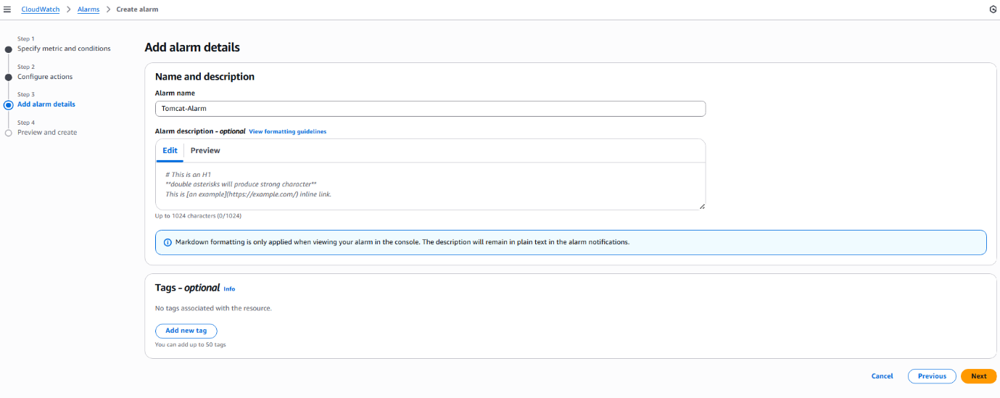 CloudWatch > Alarms > Create alarm
Step 1
Specify metric and conditions
Step 2
Configure actions
Step 3
Add alarm details
Step 4
Preview and create
Add alarm details
Name and description
Alarm name
Tomcat-Alarm
Alarm description - optional View formatting guidelines
Edit Preview
# This is an H1
**double asterisks will produce strong character**
This is [an example](https://example.com/) inline link.
Up to 1024 characters (0/1024)
Markdown formatting is only applied when viewing your alarm in the console. The description will remain in plain text in the alarm notifications.
Tags - optional Info
No tags associated with the resource.
Add new tag
You can add up to 50 tags
Cancel Previous Next